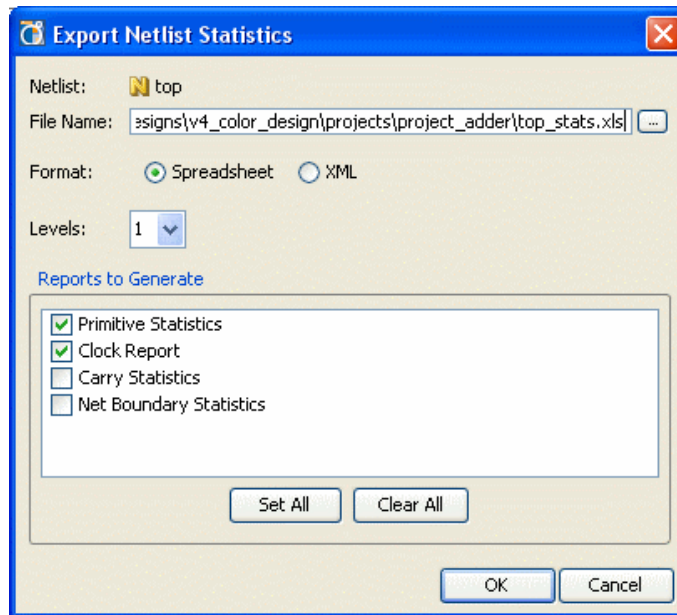 Export Netlist Statistics
Netlist: top
File Name: esigns\v4_color_design\projects\project_adder\top_stats.xls ...
Format: Spreadsheet XML
Levels: 1
Reports to Generate
Primitive Statistics
Clock Report
Carry Statistics
Net Boundary Statistics
Set All Clear All
OK Cancel